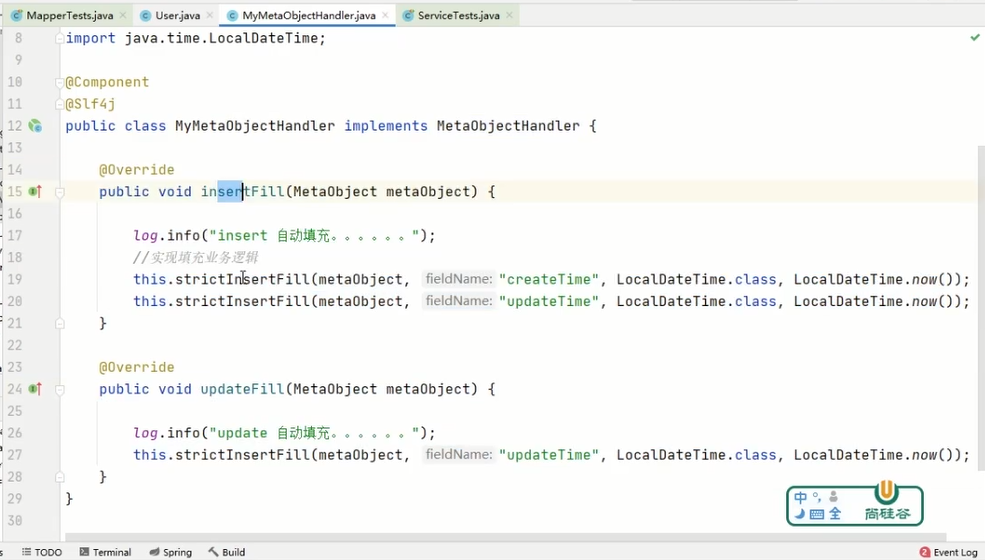 MapperTests.java User.java MyMetaObjectHandler.java ServiceTests.java
8 import java.time.LocalDateTime;
9
10 @Component
11 @Slf4j
12 public class MyMetaObjectHandler implements MetaObjectHandler {
13
14 @Override
15 public void insertFill(MetaObject metaObject) {
16
17 log.info("insert 自动填充。。。。。。");
18 //实现填充业务逻辑
19 this.strictInsertFill(metaObject, fieldName: "createTime", LocalDateTime.class, LocalDateTime.now());
20 this.strictInsertFill(metaObject, fieldName: "updateTime", LocalDateTime.class, LocalDateTime.now());
21 }
22
23 @Override
24 public void updateFill(MetaObject metaObject) {
25
26 log.info("update 自动填充。。。。。。");
27 this.strictInsertFill(metaObject, fieldName: "updateTime", LocalDateTime.class, LocalDateTime.now());
28 }
29 }
30
中 °, 全
尚硅谷
TODO Terminal Spring Build 2 Event Log